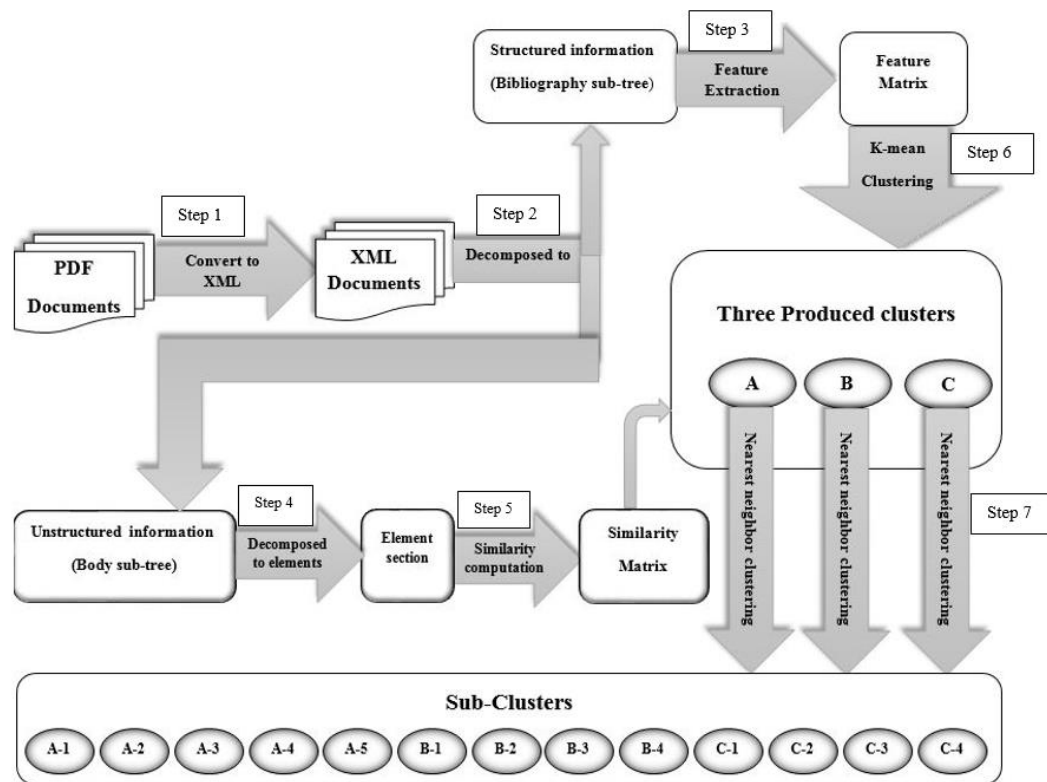 Step 1
PDF
Documents
Convert to
XML
XML
Documents
Step 2
Decomposed to
Structured information
(Bibliography sub-tree)
Step 3
Feature
Extraction
Feature
Matrix
K-mean
Clustering
Step 6
Three Produced clusters
A
B
C
Unstructured information
(Body sub-tree)
Step 4
Decomposed
to elements
Element
section
Step 5
Similarity
computation
Similarity
Matrix
Nearest neighbor clustering
Nearest neighbor clustering
Nearest neighbor clustering
Step 7
Sub-Clusters
A-1
A-2
A-3
A-4
A-5
B-1
B-2
B-3
B-4
C-1
C-2
C-3
C-4